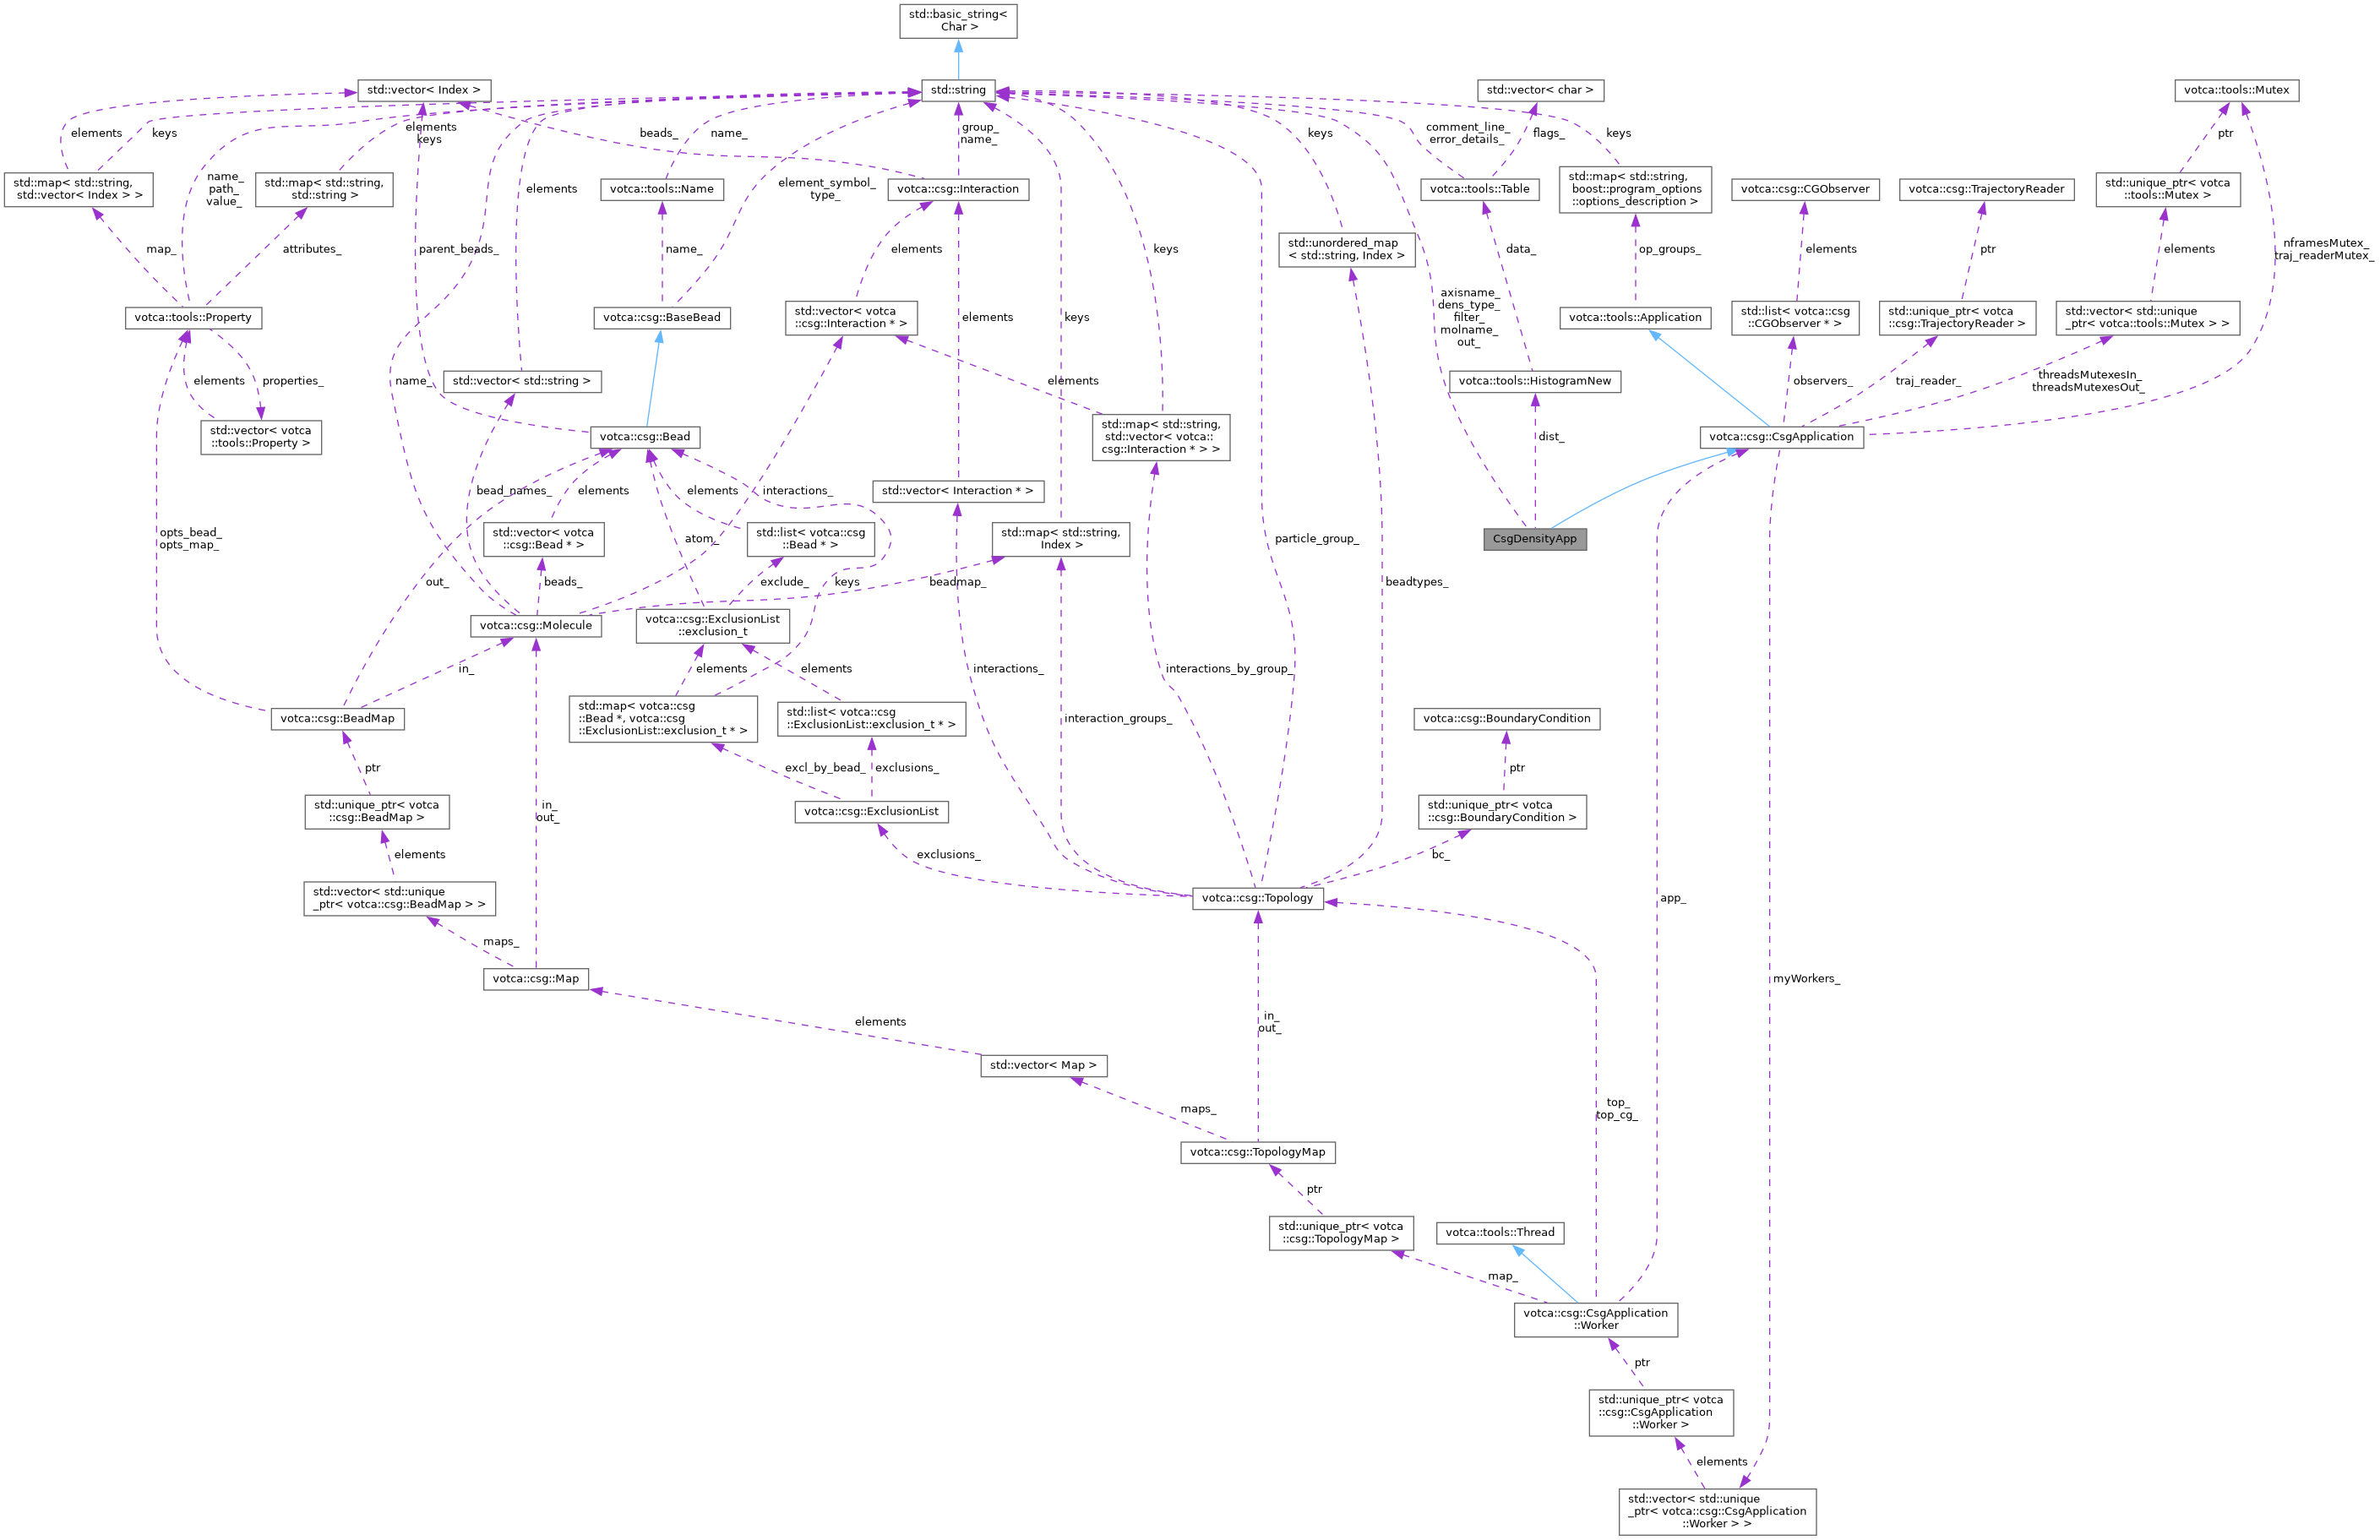 std::basic_string<
Char >
std::vector< Index >
std::string
std::vector< char >
votca::tools::Mutex
elements
keys
elements
keys
beads_
name_
group_
name_
keys
comment_line_
error_details_
flags_
keys
ptr
std::map< std::string,
std::vector< Index > >
name_
path_
value_
std::map< std::string,
std::string >
elements
votca::tools::Name
element_symbol_
type_
votca::csg::Interaction
votca::tools::Table
std::map< std::string,
boost::program_options
::options_description >
votca::csg::CGObserver
votca::csg::TrajectoryReader
std::unique_ptr< votca
::tools::Mutex >
map_
attributes_
parent_beads_
name_
elements
keys
std::unordered_map
< std::string, Index >
data_
op_groups_
elements
ptr
elements
nframesMutex_
traj_readerMutex_
votca::tools::Property
votca::csg::BaseBead
std::vector< votca
::csg::Interaction * >
elements
keys
axisname_
dens_type_
filter_
molname_
out_
votca::tools::Application
std::list< votca::csg
::CGObserver * >
std::unique_ptr< votca
::csg::TrajectoryReader >
std::vector< std::unique
_ptr< votca::tools::Mutex > >
elements
properties_
name_
std::vector< std::string >
elements
votca::tools::HistogramNew
observers_
traj_reader_
threadsMutexesIn_
threadsMutexesOut_
std::vector< votca
::tools::Property >
votca::csg::Bead
std::map< std::string,
std::vector< votca::
csg::Interaction * > >
dist_
votca::csg::CsgApplication
bead_names_
elements
elements
interactions_
std::vector< Interaction * >
opts_bead_
opts_map_
std::vector< votca
::csg::Bead * >
atom_
std::list< votca::csg
::Bead * >
std::map< std::string,
Index >
particle_group_
CsgDensityApp
out_
beads_
exclude_
keys
beadmap_
beadtypes_
votca::csg::Molecule
votca::csg::ExclusionList
::exclusion_t
in_
elements
elements
interactions_
interaction_groups_
interactions_by_group_
votca::csg::BeadMap
std::map< votca::csg
::Bead *, votca::csg
::ExclusionList::exclusion_t * >
std::list< votca::csg
::ExclusionList::exclusion_t * >
votca::csg::BoundaryCondition
ptr
excl_by_bead_
exclusions_
ptr
std::unique_ptr< votca
::csg::BeadMap >
in_
out_
votca::csg::ExclusionList
std::unique_ptr< votca
::csg::BoundaryCondition >
elements
exclusions_
bc_
std::vector< std::unique
_ptr< votca::csg::BeadMap > >
votca::csg::Topology
app_
maps_
votca::csg::Map
myWorkers_
elements
in_
out_
std::vector< Map >
maps_
top_
top_cg_
votca::csg::TopologyMap
ptr
std::unique_ptr< votca
::csg::TopologyMap >
votca::tools::Thread
map_
votca::csg::CsgApplication
::Worker
ptr
std::unique_ptr< votca
::csg::CsgApplication
::Worker >
elements
std::vector< std::unique
_ptr< votca::csg::CsgApplication
::Worker > >